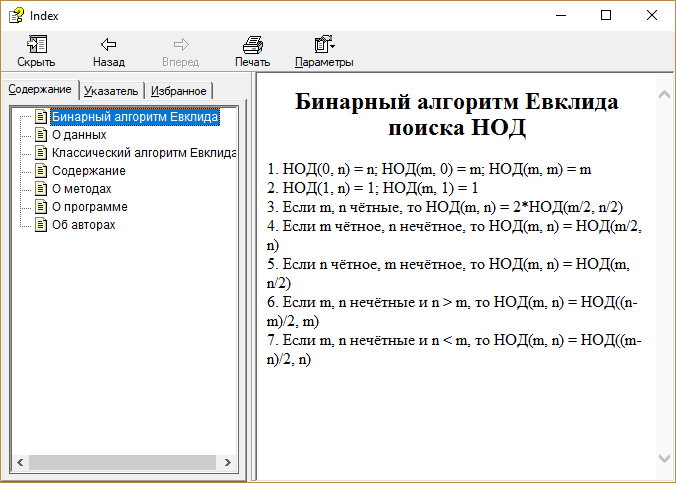 Index
Скрыть
Назад
Вперед
Печать
Параметры
Содержание
Указатель
Избранное
Бинарный алгоритм Евклида
О данных
Классический алгоритм Евклида
Содержание
О методах
О программе
Об авторах
Бинарный алгоритм Евклида
поиска НОД
1. НОД(0, n) = n; НОД(m, 0) = m; НОД(m, m) = m
2. НОД(1, n) = 1; НОД(m, 1) = 1
3. Если m, n чётные, то НОД(m, n) = 2*НОД(m/2, n/2)
4. Если m чётное, n нечётное, то НОД(m, n) = НОД(m/2,
n)
5. Если n чётное, m нечётное, то НОД(m, n) = НОД(m,
n/2)
6. Если m, n нечётные и n > m, то НОД(m, n) = НОД((n-
m)/2, m)
7. Если m, n нечётные и n < m, то НОД(m, n) = НОД((m-
n)/2, n)